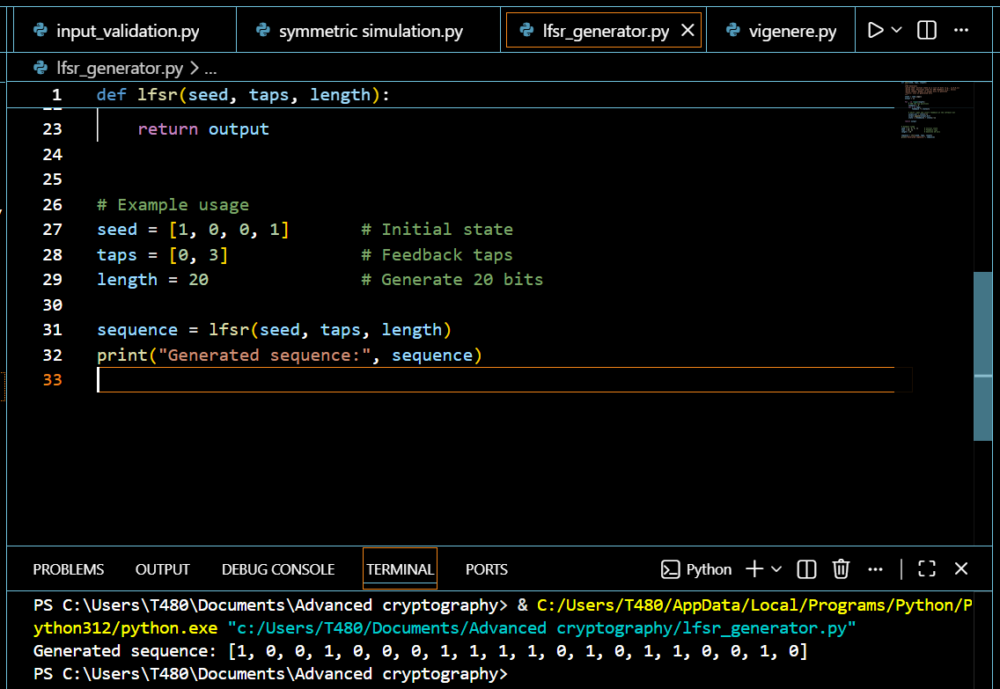 input_validation.py symmetric simulation.py lfsr_generator.py vigenere.py ...
lfsr_generator.py > ...
1 def lfsr(seed, taps, length):
23 return output
24
25
26 # Example usage
27 seed = [1, 0, 0, 1] # Initial state
28 taps = [0, 3] # Feedback taps
29 length = 20 # Generate 20 bits
30
31 sequence = lfsr(seed, taps, length)
32 print("Generated sequence:", sequence)
33
PROBLEMS OUTPUT DEBUG CONSOLE TERMINAL PORTS Python ...
PS C:\Users\T480\Documents\Advanced cryptography> & C:/Users/T480/AppData/Local/Programs/Python/P
ython312/python.exe "c:/Users/T480/Documents/Advanced cryptography/lfsr_generator.py"
Generated sequence: [1, 0, 0, 1, 0, 0, 0, 1, 1, 1, 1, 0, 1, 0, 1, 1, 0, 0, 1, 0]
PS C:\Users\T480\Documents\Advanced cryptography>